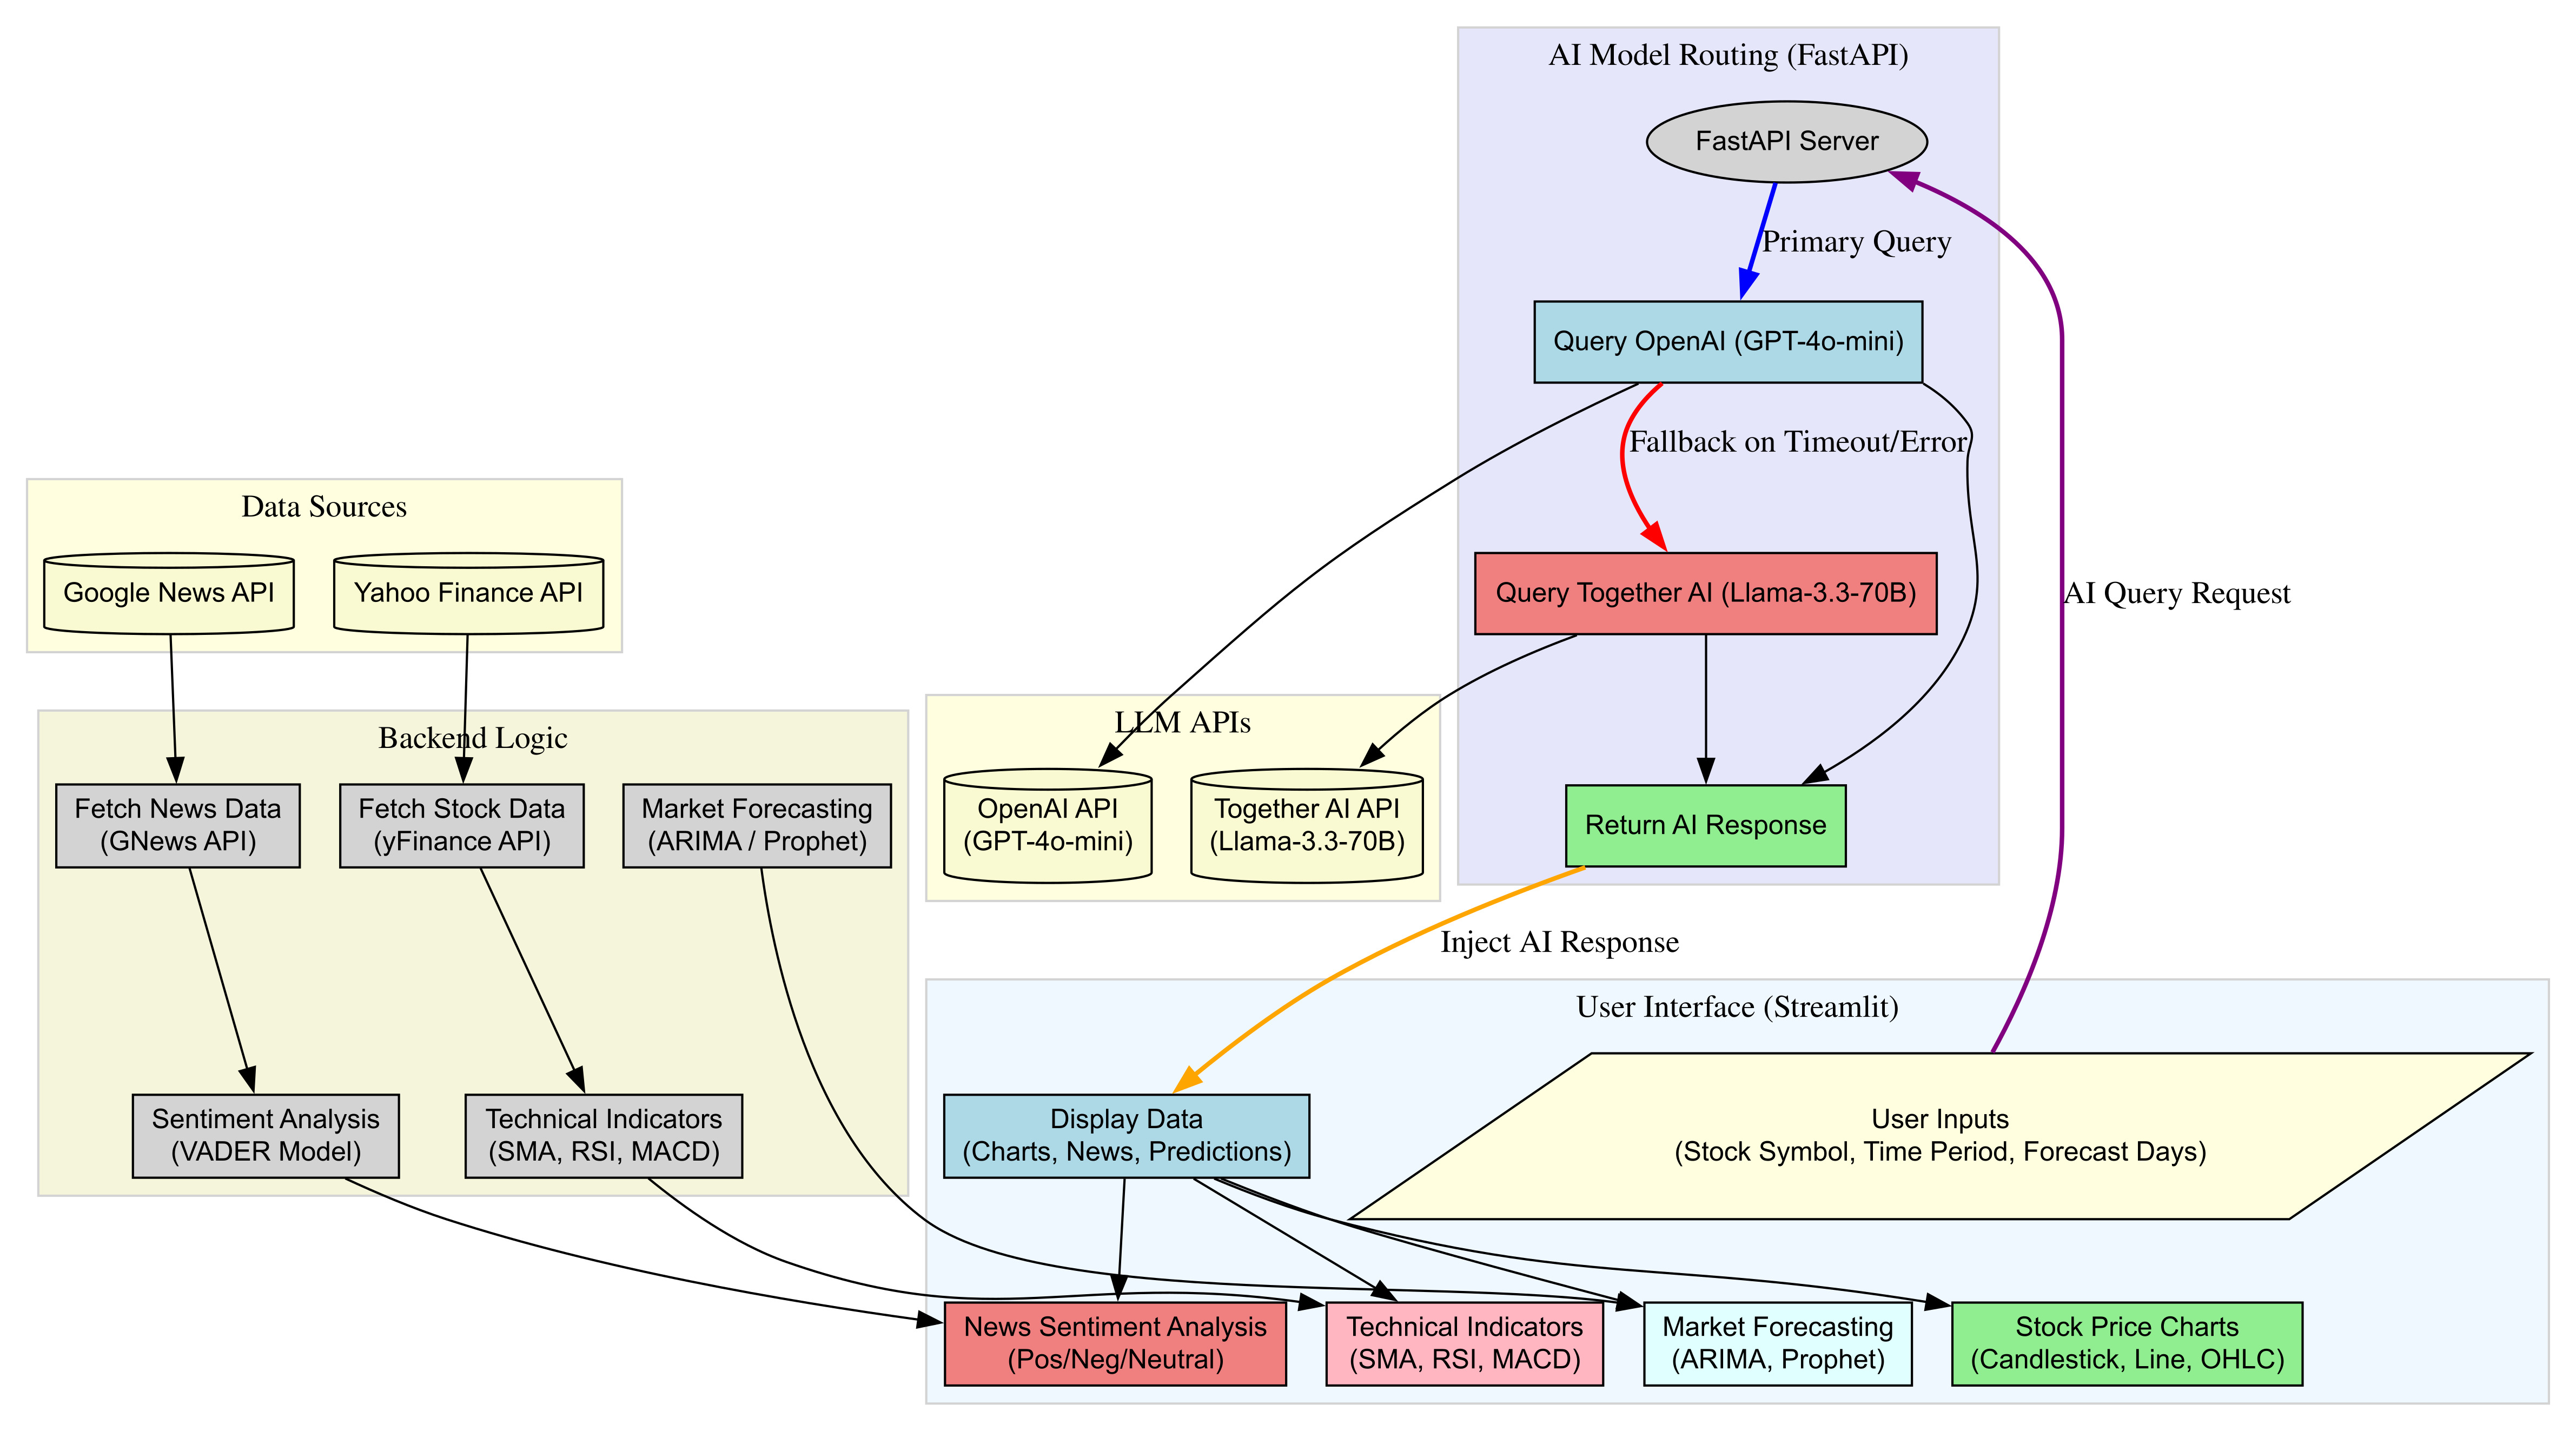 AI Model Routing (FastAPI)
FastAPI Server
Primary Query
Query OpenAI (GPT-4o-mini)
Fallback on Timeout/Error
Query Together AI (Llama-3.3-70B)
Return AI Response
AI Query Request
Data Sources
Google News API
Yahoo Finance API
Backend Logic
Fetch News Data
(GNews API)
Fetch Stock Data
(yFinance API)
Market Forecasting
(ARIMA / Prophet)
Sentiment Analysis
(VADER Model)
Technical Indicators
(SMA, RSI, MACD)
LLM APIs
OpenAI API
(GPT-4o-mini)
Together AI API
(Llama-3.3-70B)
Inject AI Response
User Interface (Streamlit)
Display Data
(Charts, News, Predictions)
User Inputs
(Stock Symbol, Time Period, Forecast Days)
News Sentiment Analysis
(Pos/Neg/Neutral)
Technical Indicators
(SMA, RSI, MACD)
Market Forecasting
(ARIMA, Prophet)
Stock Price Charts
(Candlestick, Line, OHLC)